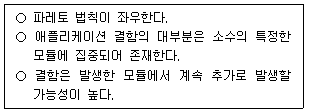 ○ 파레토 법칙이 좌우한다.
○ 애플리케이션 결함의 대부분은 소수의 특정한
모듈에 집중되어 존재한다.
○ 결함은 발생한 모듈에서 계속 추가로 발생할
가능성이 높다.